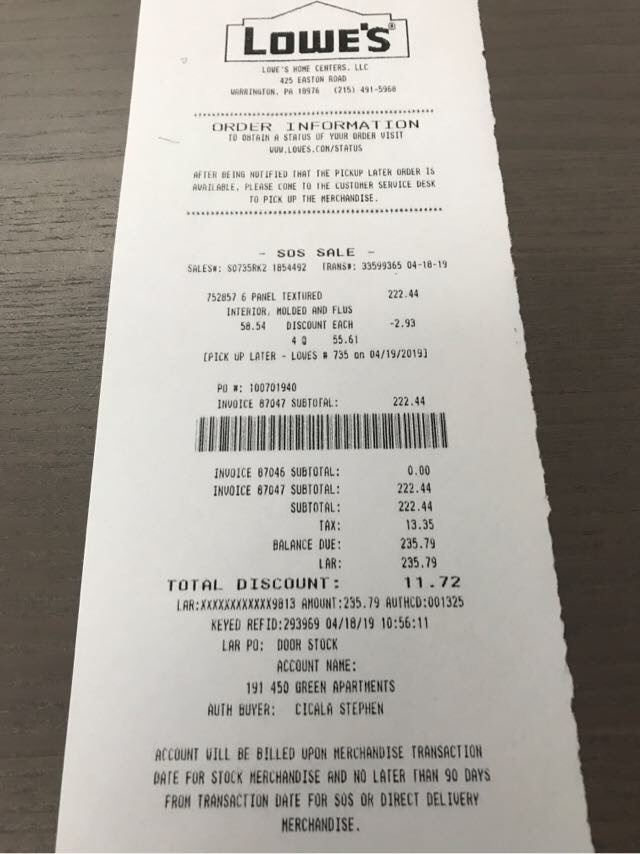 LOWE'S®
LOWE'S HOME CENTERS, LLC
425 EASTON ROAD
WARRINGTON, PA 18976 (215) 491-5968
ORDER INFORMATION
TO OBTAIN A STATUS OF YOUR ORDER VISIT
WWW.LOWES.COM/STATUS
AFTER BEING NOTIFIED THAT THE PICKUP LATER ORDER IS
AVAILABLE, PLEASE COME TO THE CUSTOMER SERVICE DESK
TO PICK UP THE MERCHANDISE.
- SOS SALE -
SALES#: S0735RK2 1854492 TRANS#: 33599365 04-18-19
752857 6 PANEL TEXTURED 222.44
INTERIOR, MOLDED AND FLUS
58.54 DISCOUNT EACH -2.93
4 @ 55.61
[PICK UP LATER - LOWES # 735 on 04/19/2019]
PO #: 100701940
INVOICE 87047 SUBTOTAL: 222.44
INVOICE 87046 SUBTOTAL: 0.00
INVOICE 87047 SUBTOTAL: 222.44
SUBTOTAL: 222.44
TAX: 13.35
BALANCE DUE: 235.79
LAR: 235.79
TOTAL DISCOUNT: 11.72
LAR:XXXXXXXXXXXX9813 AMOUNT:235.79 AUTHCD:001325
KEYED REFID:293969 04/18/19 10:56:11
LAR PO: DOOR STOCK
ACCOUNT NAME:
191 450 GREEN APARTMENTS
AUTH BUYER: CICALA STEPHEN
ACCOUNT WILL BE BILLED UPON MERCHANDISE TRANSACTION
DATE FOR STOCK MERCHANDISE AND NO LATER THAN 90 DAYS
FROM TRANSACTION DATE FOR SOS OR DIRECT DELIVERY
MERCHANDISE.